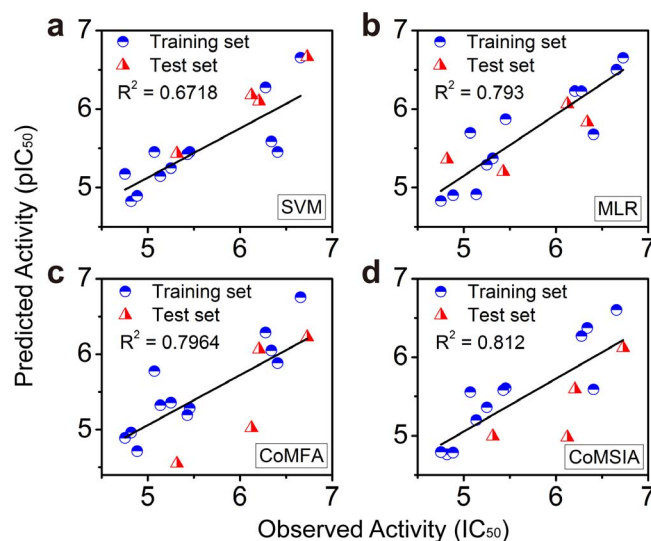 a
7
6
5
Training set
Test set
R² = 0.6718
SVM
5 6 7
b
7
6
5
Training set
Test set
R² = 0.793
MLR
5 6 7
c
7
6
5
4
Training set
Test set
R² = 0.7964
CoMFA
5 6 7
d
7
6
5
4
Training set
Test set
R² = 0.812
CoMSIA
5 6 7
Predicted Activity (pIC₅₀)
Observed Activity (IC₅₀)